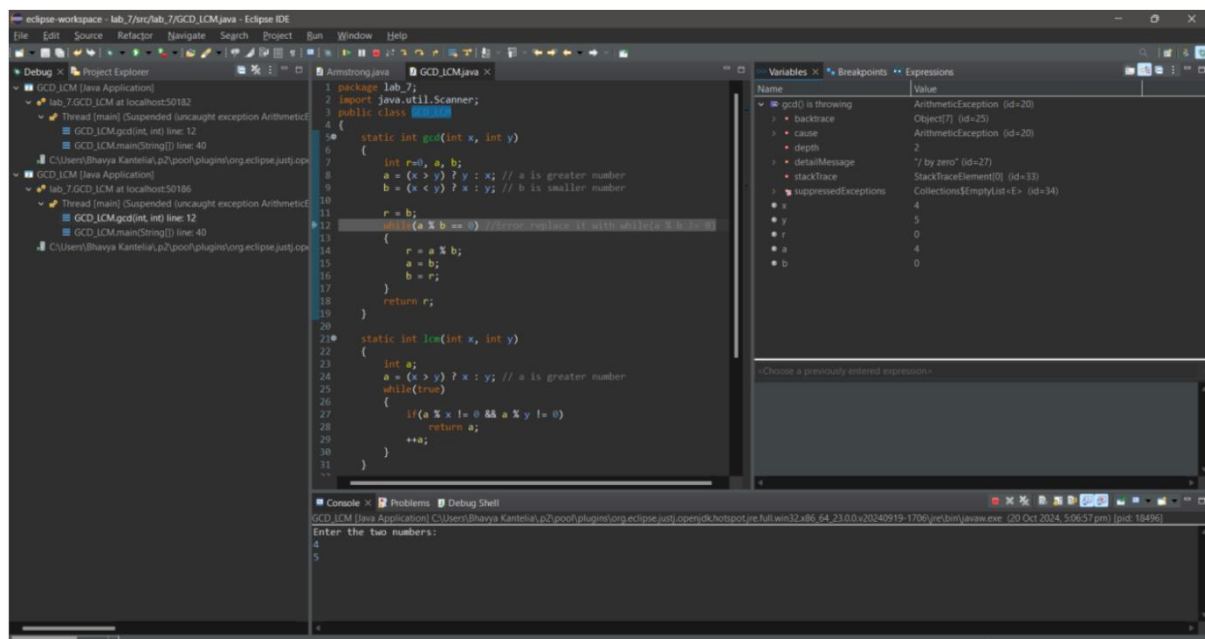 eclipse-workspace - lab_7/src/lab_7/GCD_LCM.java - Eclipse IDE
File Edit Source Refactor Navigate Search Project Run Window Help
Debug Project Explorer
GCD_LCM [Java Application]
lab_7.GCD_LCM at localhost:50182
Thread [main] (Suspended (uncaught exception ArithmeticE
GCD_LCM.gcd(int, int) line: 12
GCD_LCM.main(String[]) line: 40
C:\Users\Bhavya Kantelia\.p2\pool\plugins\org.eclipse.justj.ope
GCD_LCM [Java Application]
lab_7.GCD_LCM at localhost:50186
Thread [main] (Suspended (uncaught exception ArithmeticE
GCD_LCM.gcd(int, int) line: 12
GCD_LCM.main(String[]) line: 40
C:\Users\Bhavya Kantelia\.p2\pool\plugins\org.eclipse.justj.ope
Armstrong.java GCD_LCM.java
1 package lab_7;
2 import java.util.Scanner;
3 public class GCD_LCM
4 {
5 static int gcd(int x, int y)
6 {
7 int r=0, a, b;
8 a = (x > y) ? y : x; // a is greater number
9 b = (x < y) ? x : y; // b is smaller number
10
11 r = b;
12 while(a % b == 0) //Error replace it with while(a % b != 0)
13 {
14 r = a % b;
15 a = b;
16 b = r;
17 }
18 return r;
19 }
20
21 static int lcm(int x, int y)
22 {
23 int a;
24 a = (x > y) ? x : y; // a is greater number
25 while(true)
26 {
27 if(a % x != 0 && a % y != 0)
28 return a;
29 ++a;
30 }
31 }
Variables Breakpoints Expressions
Name Value
gcd() is throwing ArithmeticException (id=20)
backtrace Object[7] (id=25)
cause ArithmeticException (id=20)
depth 2
detailMessage "/ by zero" (id=27)
stackTrace StackTraceElement[0] (id=33)
suppressedExceptions Collections$EmptyList<E> (id=34)
x 4
y 5
r 0
a 4
b 0
<Choose a previously entered expression>
Console Problems Debug Shell
GCD_LCM [Java Application] C:\Users\Bhavya Kantelia\.p2\pool\plugins\org.eclipse.justj.openjdk.hotspot.jre.full.win32.x86_64_23.0.0.v20240919-1706\jre\bin\javaw.exe (20 Oct 2024, 5:06:57 pm) [pid: 18496]
Enter the two numbers:
4
5